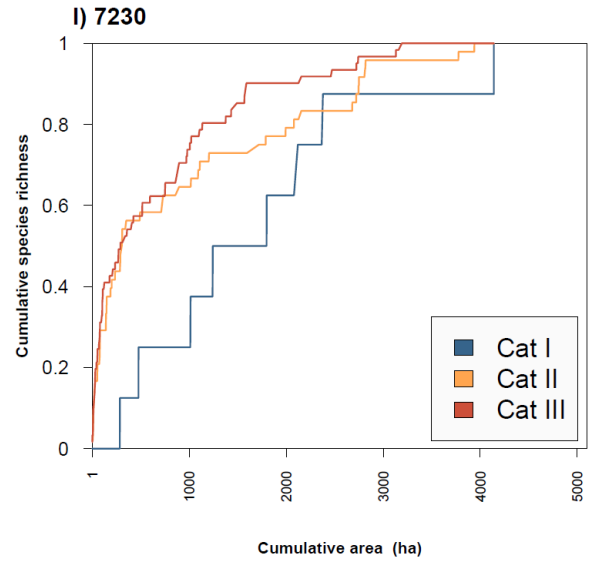 I) 7230
Cumulative species richness
1
0.8
0.6
0.4
0.2
0
Cat I
Cat II
Cat III
1
1000
2000
3000
4000
5000
Cumulative area (ha)